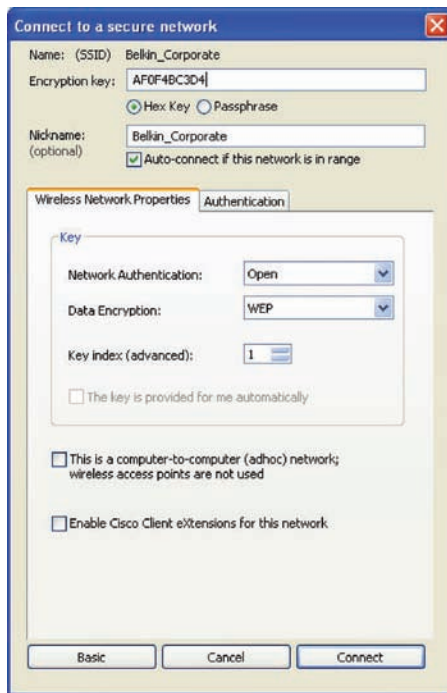 Connect to a secure network
Name: (SSID) Belkin_Corporate
Encryption key: AF0F4BC3D4
Hex Key Passphrase
Nickname: Belkin_Corporate
(optional)
Auto-connect if this network is in range
Wireless Network Properties Authentication
Key
Network Authentication: Open
Data Encryption: WEP
Key index (advanced): 1
The key is provided for me automatically
This is a computer-to-computer (adhoc) network;
wireless access points are not used
Enable Cisco Client eXtensions for this network
Basic Cancel Connect